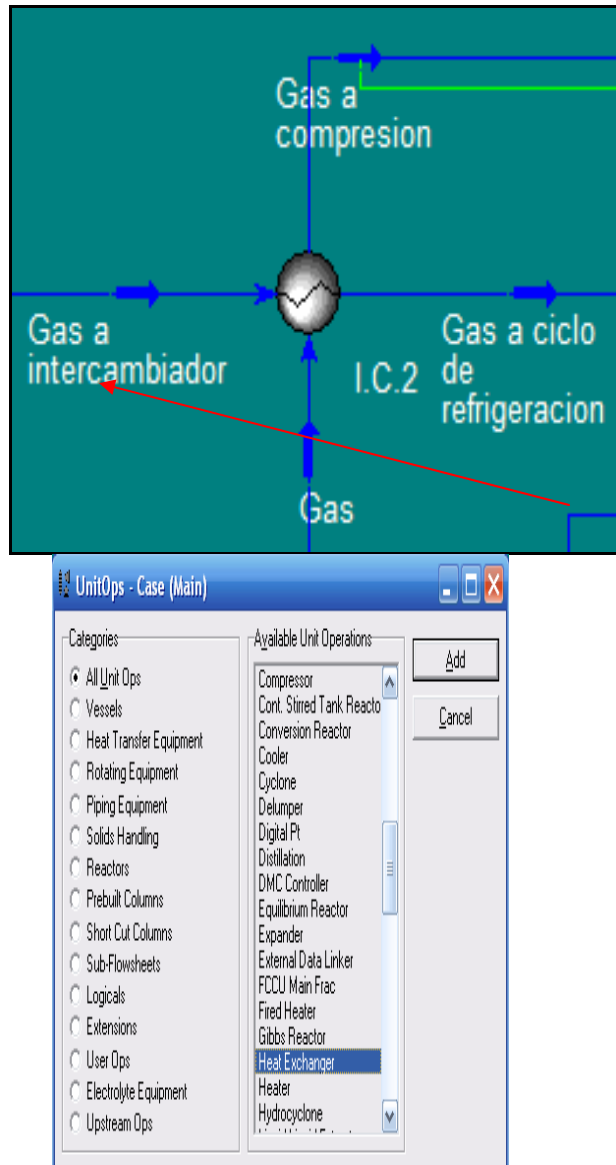 Gas a
compresion
Gas a
intercambiador
I.C.2
Gas a ciclo
de
refrigeracion
Gas
UnitOps - Case (Main)
Categories
All Unit Ops
Vessels
Heat Transfer Equipment
Rotating Equipment
Piping Equipment
Solids Handling
Reactors
Prebuilt Columns
Short Cut Columns
Sub-Flowsheets
Logicals
Extensions
User Ops
Electrolyte Equipment
Upstream Ops
Available Unit Operations
Compressor
Cont. Stirred Tank Reacto
Conversion Reactor
Cooler
Cyclone
Delumper
Digital Pt
Distillation
DMC Controller
Equilibrium Reactor
Expander
External Data Linker
FCCU Main Frac
Fired Heater
Gibbs Reactor
Heat Exchanger
Heater
Hydrocyclone
Add
Cancel